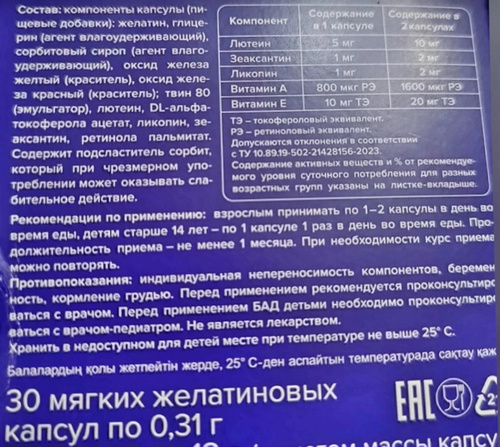 Состав: компоненты капсулы (пи-
щевые добавки): желатин, глице-
рин (агент влагоудерживающий),
сорбитовый сироп (агент влаго-
удерживающий), оксид железа
желтый (краситель), оксид желе-
за красный (краситель); твин 80
(эмульгатор), лютеин, DL-альфа-
токоферола ацетат, ликопин, зе-
аксантин, ретинола пальмитат.
Содержит подсластитель сорбит,
который при чрезмерном упо-
треблении может оказывать сла-
бительное действие.
Компонент Содержание в 1 капсуле Содержание в 2 капсулах
Лютеин 5 мг 10 мг
Зеаксантин 1 мг 2 мг
Ликопин 1 мг 2 мг
Витамин А 800 мкг РЭ 1600 мкг РЭ
Витамин Е 10 мг ТЭ 20 мг ТЭ
ТЭ – токофероловый эквивалент.
РЭ – ретиноловый эквивалент.
Допускаются отклонения в соответствии
с ТУ 10.89.19-502-21428156-2023.
Содержание активных веществ и % от рекомендуе-
мого уровня суточного потребления для разных
возрастных групп указаны на листке-вкладыше.
Рекомендации по применению: взрослым принимать по 1–2 капсулы в день во
время еды, детям старше 14 лет – по 1 капсуле 1 раз в день во время еды. Про-
должительность приема – не менее 1 месяца. При необходимости курс приема
можно повторять.
Противопоказания: индивидуальная непереносимость компонентов, беремен
ность, кормление грудью. Перед применением рекомендуется проконсультиро
ваться с врачом. Перед применением БАД детьми необходимо проконсультиро
ваться с врачом-педиатром. Не является лекарством.
Хранить в недоступном для детей месте при температуре не выше 25° С.
Балалардың қолы жетпейтін жерде, 25° С-ден аспайтын температурада сақтау қаж
30 мягких желатиновых
капсул по 0,31 г
EAC